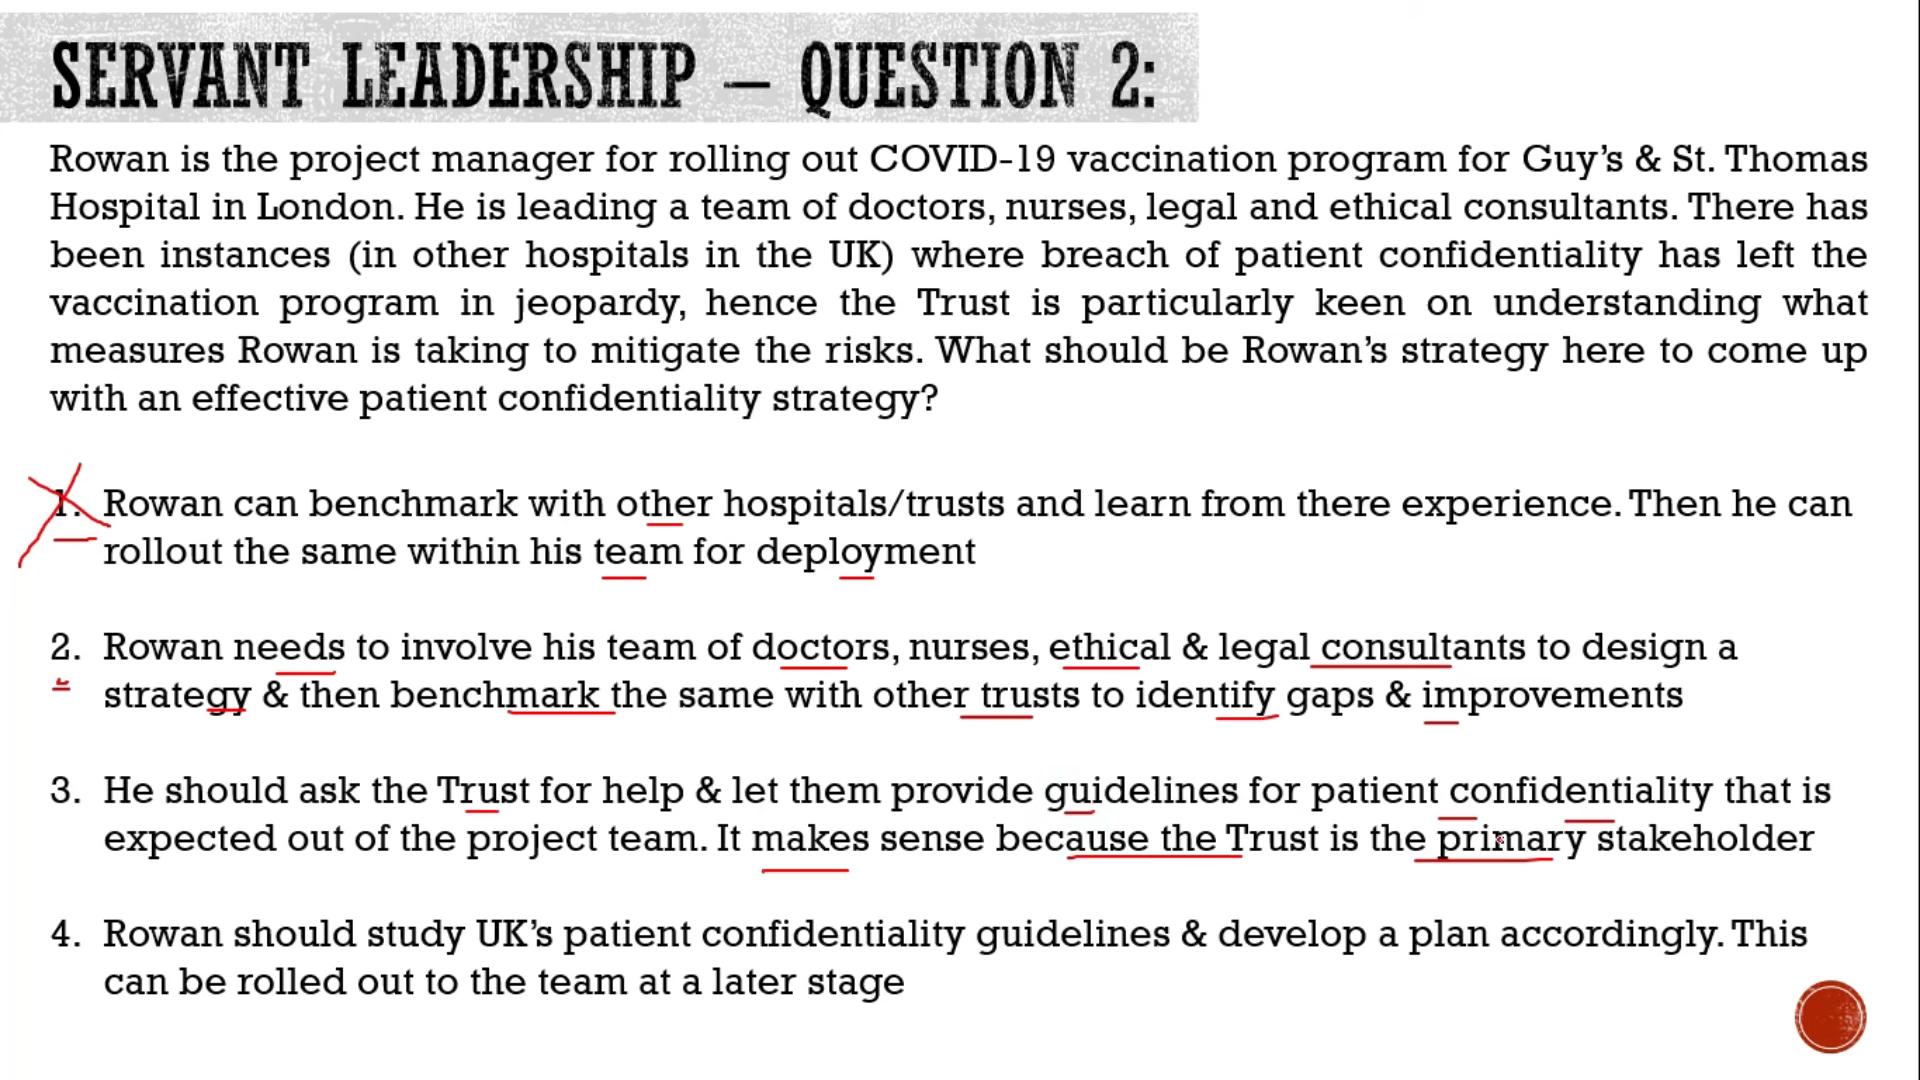 SERVANT LEADERSHIP – QUESTION 2:
Rowan is the project manager for rolling out COVID-19 vaccination program for Guy’s & St. Thomas
Hospital in London. He is leading a team of doctors, nurses, legal and ethical consultants. There has
been instances (in other hospitals in the UK) where breach of patient confidentiality has left the
vaccination program in jeopardy, hence the Trust is particularly keen on understanding what
measures Rowan is taking to mitigate the risks. What should be Rowan’s strategy here to come up
with an effective patient confidentiality strategy?
1. Rowan can benchmark with other hospitals/trusts and learn from there experience. Then he can
rollout the same within his team for deployment
2. Rowan needs to involve his team of doctors, nurses, ethical & legal consultants to design a
strategy & then benchmark the same with other trusts to identify gaps & improvements
3. He should ask the Trust for help & let them provide guidelines for patient confidentiality that is
expected out of the project team. It makes sense because the Trust is the primary stakeholder
4. Rowan should study UK’s patient confidentiality guidelines & develop a plan accordingly. This
can be rolled out to the team at a later stage